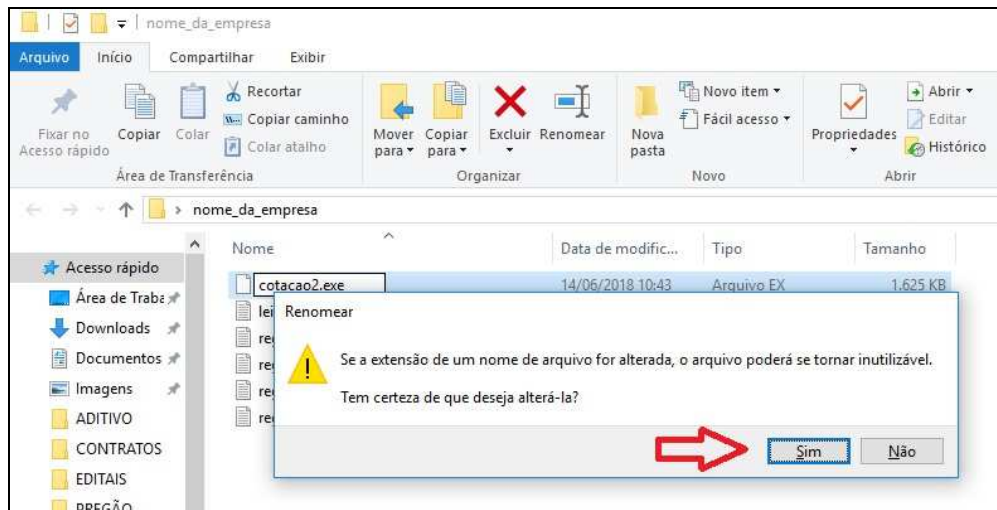 nome_da_empresa
Arquivo Início Compartilhar Exibir
Fixar no Acesso rápido
Copiar
Colar
Recortar
Copiar caminho
Colar atalho
Área de Transferência
Mover para
Copiar para
Excluir
Renomear
Organizar
Nova pasta
Novo item
Fácil acesso
Novo
Propriedades
Abrir
Editar
Histórico
Abrir
nome_da_empresa
Nome Data de modific... Tipo Tamanho
Acesso rápido
Área de Traba
Downloads
Documentos
Imagens
ADITIVO
CONTRATOS
EDITAIS
PREGÃO
cotacao2.exe 14/06/2018 10:43 Arquivo EX 1.625 KB
lei
Renomear
Se a extensão de um nome de arquivo for alterada, o arquivo poderá se tornar inutilizável.
Tem certeza de que deseja alterá-la?
Sim Não